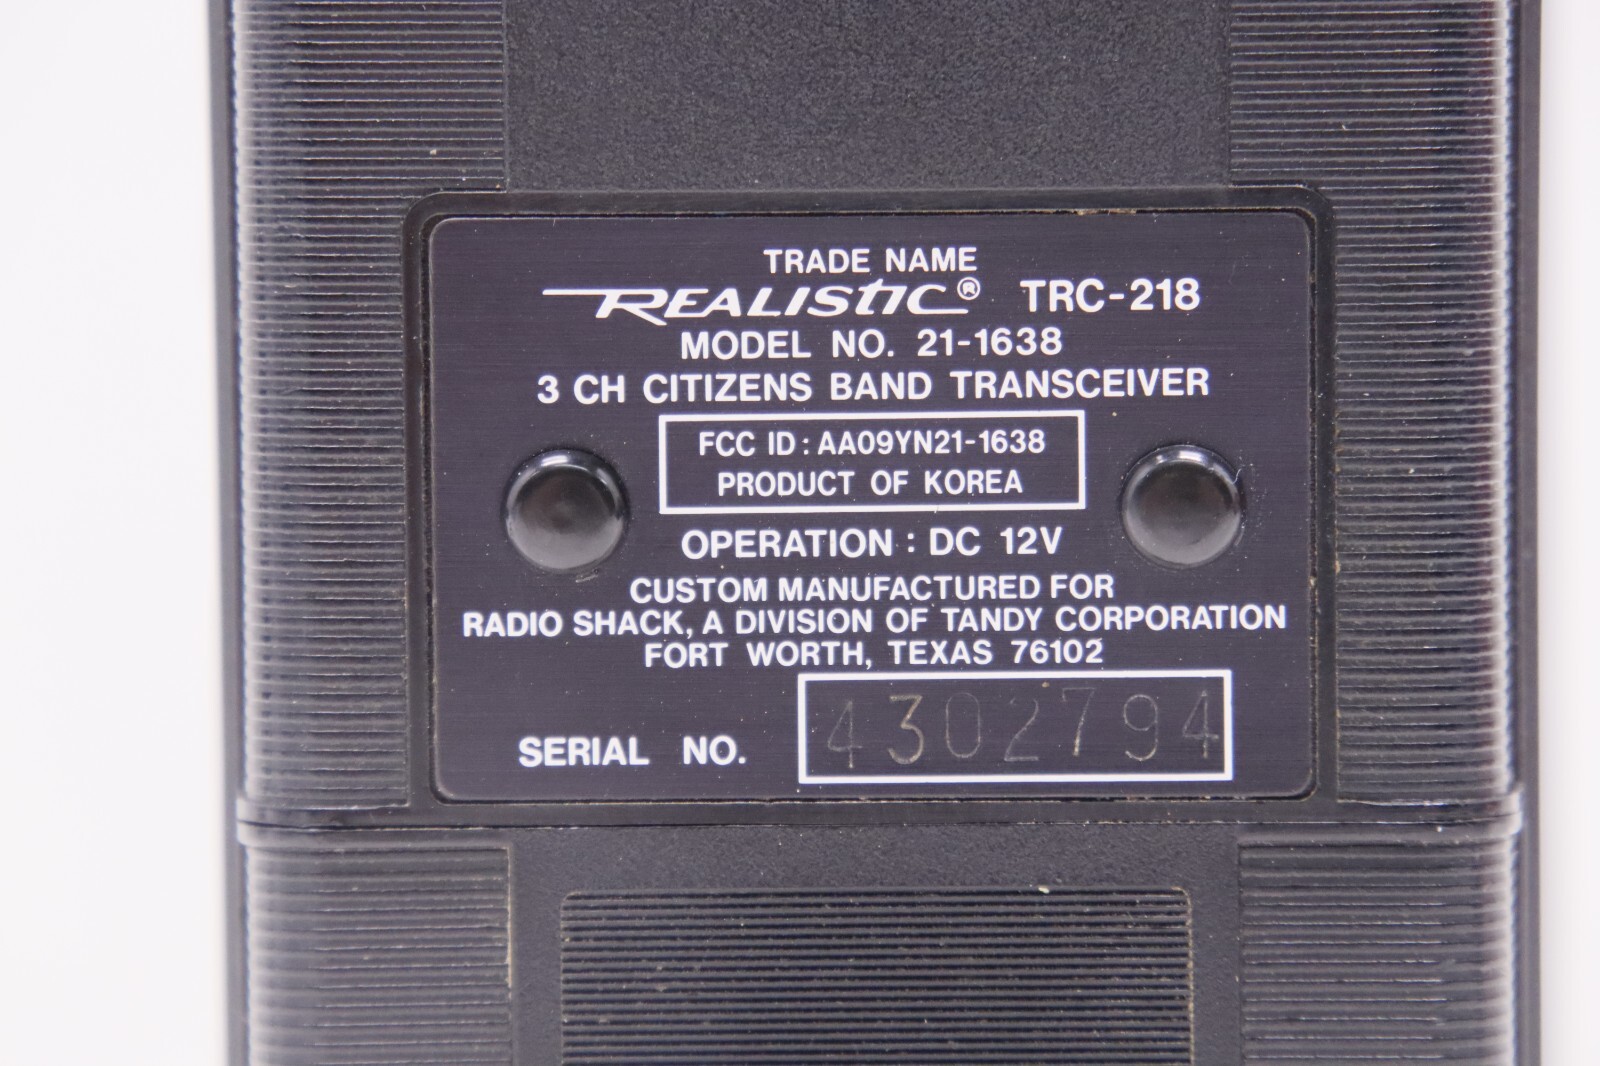 TRADE NAME
REALISTIC® TRC-218
MODEL NO. 21-1638
3 CH CITIZENS BAND TRANSCEIVER
FCC ID: AA09YN21-1638
PRODUCT OF KOREA
OPERATION: DC 12V
CUSTOM MANUFACTURED FOR
RADIO SHACK, A DIVISION OF TANDY CORPORATION
FORT WORTH, TEXAS 76102
SERIAL NO. 4302794